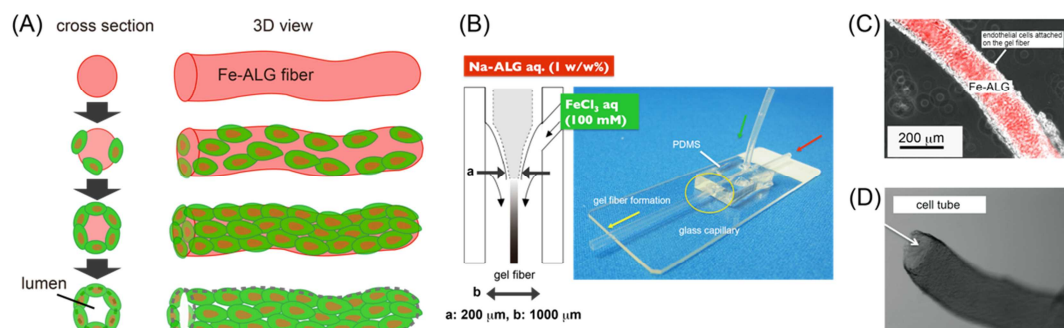 (A)
cross section
3D view
Fe-ALG fiber
lumen
(B)
Na-ALG aq. (1 w/w%)
FeCl₃ aq
(100 mM)
a
gel fiber
b
a: 200 μm, b: 1000 μm
PDMS
gel fiber formation
glass capillary
(C)
endothelial cells attached
on the gel fiber
Fe-ALG
200 μm
(D)
cell tube